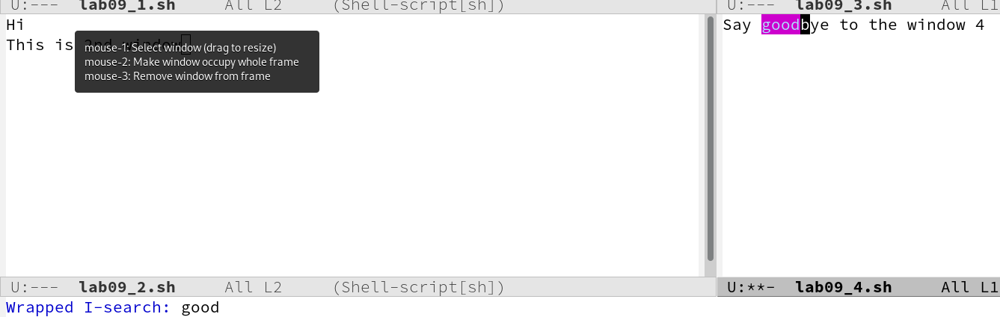 U:--- lab09_1.sh All L2 (Shell-script[sh])
Hi
This is 2nd window
mouse-1: Select window (drag to resize)
mouse-2: Make window occupy whole frame
mouse-3: Remove window from frame
U:--- lab09_2.sh All L2 (Shell-script[sh])
Wrapped I-search: good
U:--- lab09_3.sh All L1
Say goodbye to the window 4
U:**- lab09_4.sh All L1